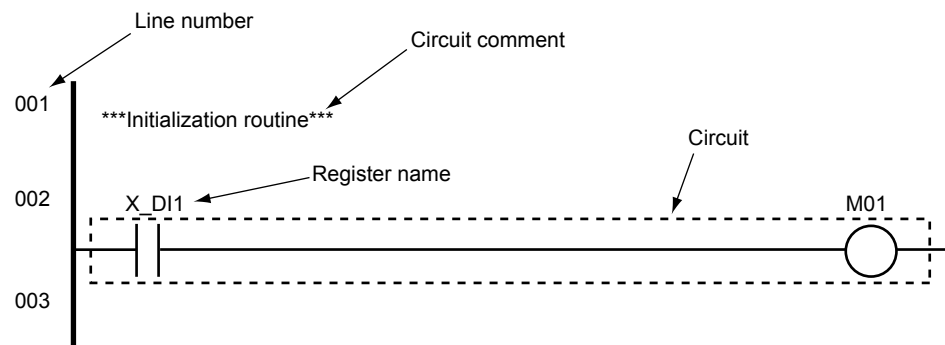 Line number
Circuit comment
001
***Initialization routine***
Circuit
Register name
002
X_DI1
M01
003